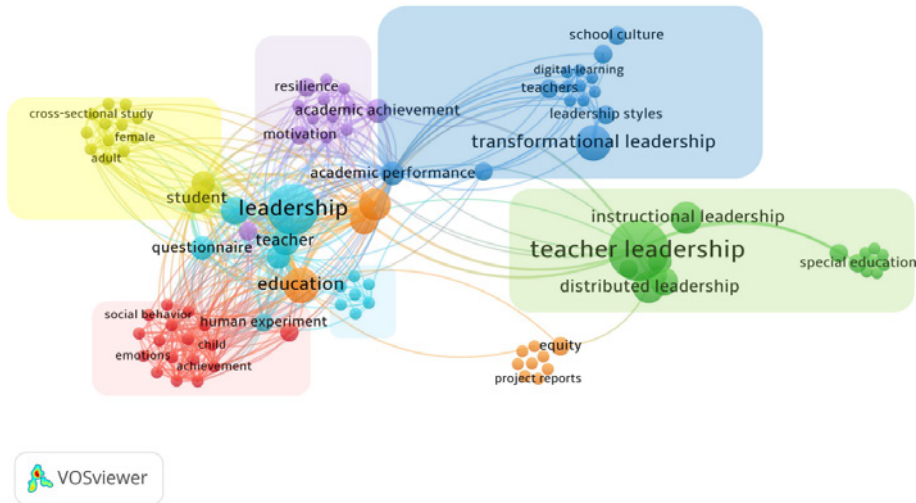 school culture
digital-learning
teachers
leadership styles
transformational leadership
resilience
academic achievement
motivation
academic performance
cross-sectional study
female
adult
student
leadership
teacher
questionnaire
education
instructional leadership
teacher leadership
special education
distributed leadership
social behavior
human experiment
child
emotions
achievement
equity
project reports
VOSviewer